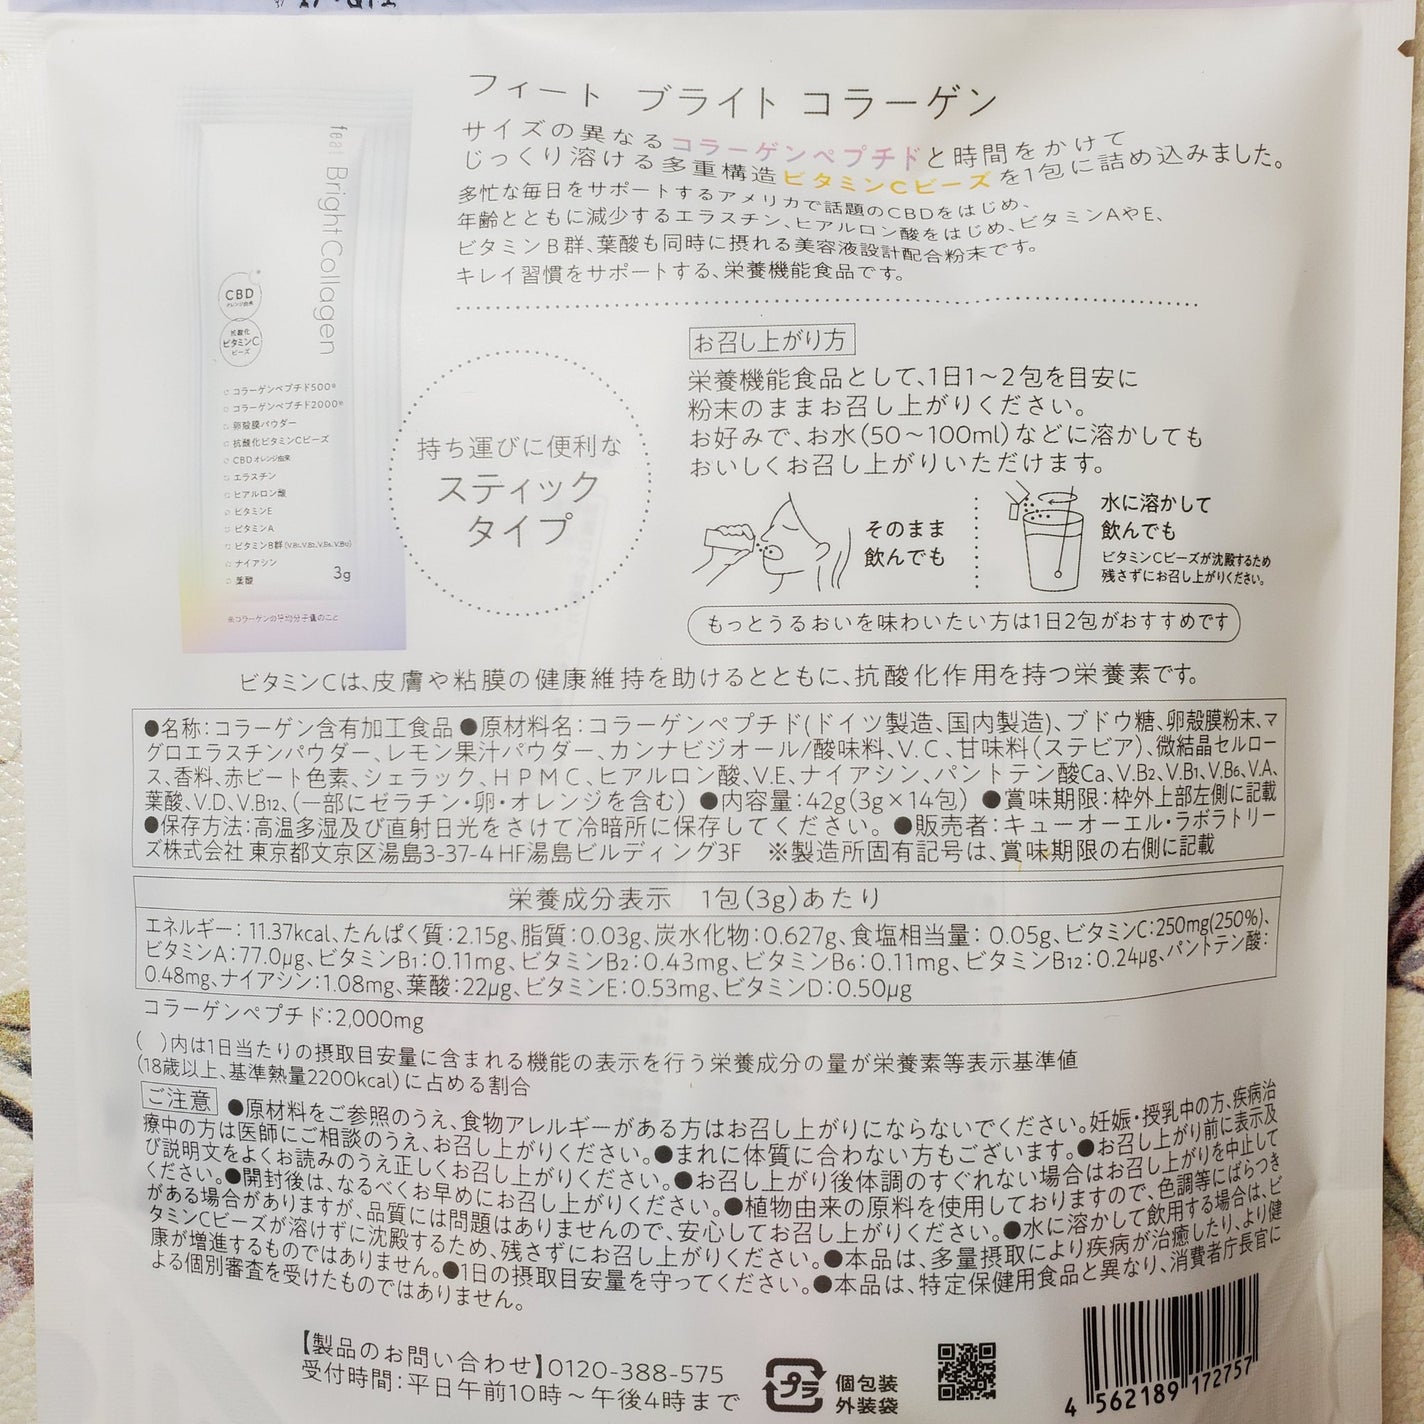 フィート ブライト コラーゲン
サイズの異なるコラーゲンペプチドと時間をかけて
じっくり溶ける多重構造ビタミンCビーズを1包に詰め込みました。
多忙な毎日をサポートするアメリカで話題のCBDをはじめ、
年齢とともに減少するエラスチン、ヒアルロン酸をはじめ、ビタミンAやE、
ビタミンB群、葉酸も同時に摂れる美容液設計配合粉末です。
キレイ習慣をサポートする、栄養機能食品です。
feat Bright Collagen
CBD
オレンジ由来
抗酸化
ビタミンC
ビーズ
コラーゲンペプチド500※
コラーゲンペプチド2000※
卵殻膜パウダー
抗酸化ビタミンCビーズ
CBDオレンジ由来
エラスチン
ヒアルロン酸
ビタミンE
ビタミンA
ビタミンB群(V.B1,V.B2,V.B6,V.B12)
ナイアシン
葉酸
3g
※コラーゲンの平均分子量のこと
持ち運びに便利な
スティック
タイプ
お召し上がり方
栄養機能食品として、1日1～2包を目安に
粉末のままお召し上がりください。
お好みで、お水(50～100ml)などに溶かしても
おいしくお召し上がりいただけます。
そのまま
飲んでも
水に溶かして
飲んでも
ビタミンCビーズが沈殿するため
残さずにお召し上がりください。
もっとうるおいを味わいたい方は1日2包がおすすめです
ビタミンCは、皮膚や粘膜の健康維持を助けるとともに、抗酸化作用を持つ栄養素です。
●名称:コラーゲン含有加工食品 ●原材料名:コラーゲンペプチド(ドイツ製造、国内製造)、ブドウ糖、卵殻膜粉末、マ
グロエラスチンパウダー、レモン果汁パウダー、カンナビジオール/酸味料、V.C、甘味料(ステビア)、微結晶セルロー
ス、香料、赤ビート色素、シェラック、HPMC、ヒアルロン酸、V.E、ナイアシン、パントテン酸Ca、V.B2、V.B1、V.B6、V.A、
葉酸、V.D、V.B12、(一部にゼラチン・卵・オレンジを含む) ●内容量:42g(3g×14包) ●賞味期限:枠外上部左側に記載
●保存方法:高温多湿及び直射日光をさけて冷暗所に保存してください。●販売者:キューオーエル・ラボラトリー
ズ株式会社 東京都文京区湯島3-37-4 HF湯島ビルディング3F ※製造所固有記号は、賞味期限の右側に記載
栄養成分表示 1包(3g)あたり
エネルギー:11.37kcal、たんぱく質:2.15g、脂質:0.03g、炭水化物:0.627g、食塩相当量:0.05g、ビタミンC:250mg(250%)、
ビタミンA:77.0μg、ビタミンB1:0.11mg、ビタミンB2:0.43mg、ビタミンB6:0.11mg、ビタミンB12:0.24μg、パントテン酸:
0.48mg、ナイアシン:1.08mg、葉酸:22μg、ビタミンE:0.53mg、ビタミンD:0.50μg
コラーゲンペプチド:2,000mg
( )内は1日当たりの摂取目安量に含まれる機能の表示を行う栄養成分の量が栄養素等表示基準値
(18歳以上、基準熱量2200kcal)に占める割合
ご注意 ●原材料をご参照のうえ、食物アレルギーがある方はお召し上がりにならないでください。妊娠・授乳中の方、疾病治
療中の方は医師にご相談のうえ、お召し上がりください。●まれに体質に合わない方もございます。●お召し上がり前に表示及
び説明文をよくお読みのうえ正しくお召し上がりください。●お召し上がり後体調のすぐれない場合はお召し上がりを中止して
ください。●開封後は、なるべくお早めにお召し上がりください。●植物由来の原料を使用しておりますので、色調等にばらつき
がある場合がありますが、品質には問題はありませんので、安心してお召し上がりください。●水に溶かして飲用する場合は、ビ
タミンCビーズが溶けずに沈殿するため、残さずにお召し上がりください。●本品は、多量摂取により疾病が治癒したり、より健
康が増進するものではありません。●1日の摂取目安量を守ってください。●本品は、特定保健用食品と異なり、消費者庁長官に
よる個別審査を受けたものではありません。
【製品のお問い合わせ】0120-388-575
受付時間:平日午前10時～午後4時まで
プラ
個包装
外装袋
4 562189 172757